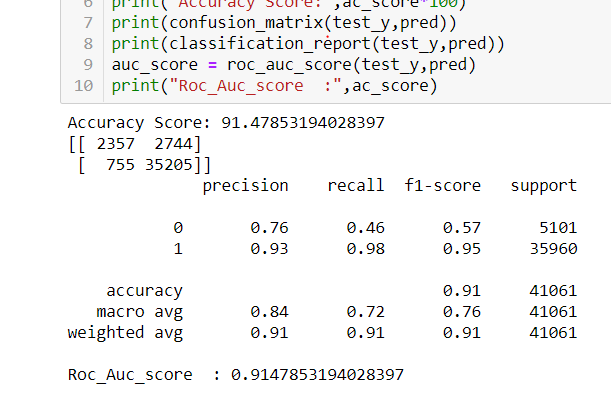 6 print("Accuracy Score:",ac_score*100)
7 print(confusion_matrix(test_y,pred))
8 print(classification_report(test_y,pred))
9 auc_score = roc_auc_score(test_y,pred)
10 print("Roc_Auc_score  :",ac_score)
Accuracy Score: 91.47853194028397
[[ 2357  2744]
 [  755 35205]]
precision    recall  f1-score   support
0       0.76      0.46      0.57      5101
1       0.93      0.98      0.95     35960
accuracy                           0.91     41061
macro avg       0.84      0.72      0.76     41061
weighted avg       0.91      0.91      0.91     41061
Roc_Auc_score  : 0.9147853194028397